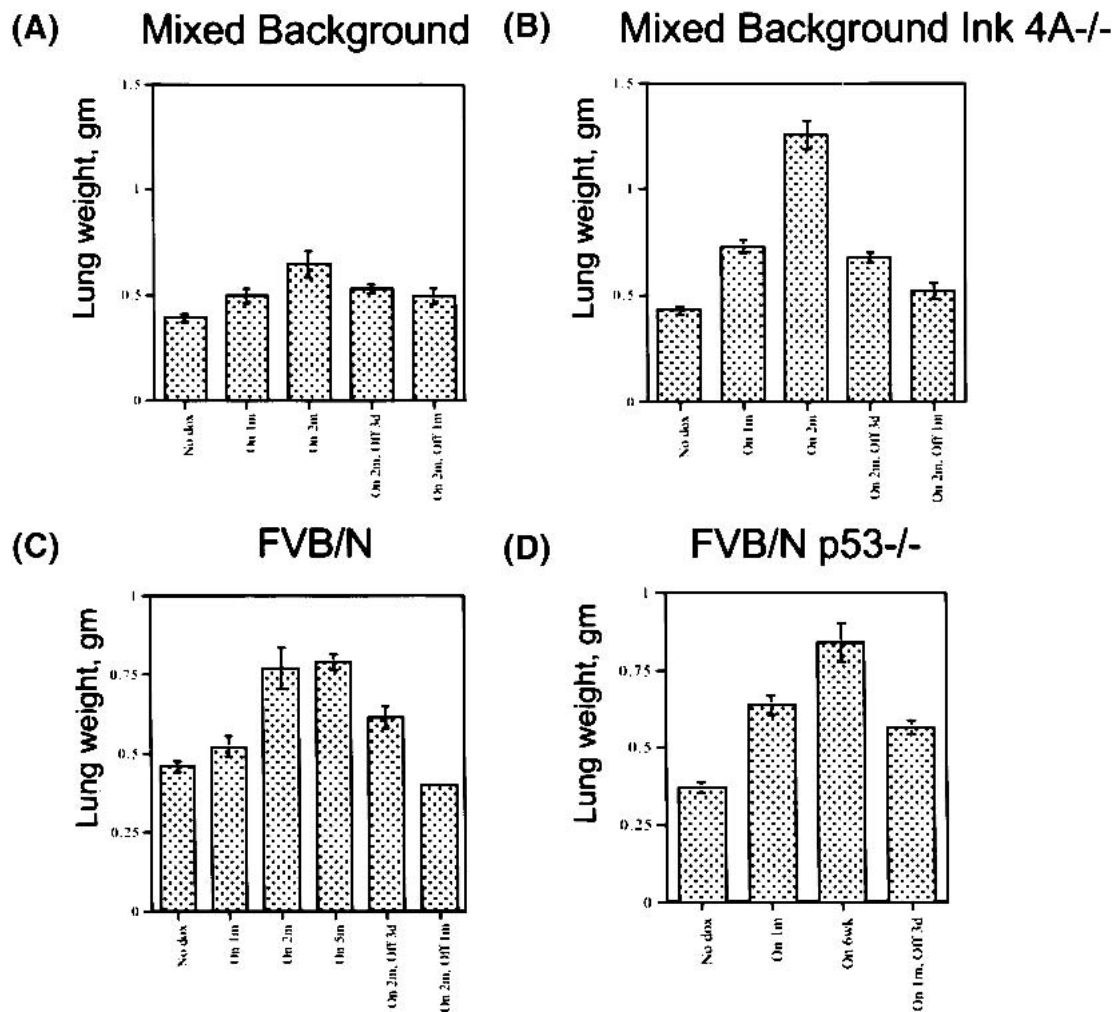 (A) Mixed Background
Lung weight, gm
1.5
1
0.5
0
No dox
On 1m
On 2m
On 2m, Off 3d
On 2m, Off 1m
(B) Mixed Background Ink 4A-/-
Lung weight, gm
1.5
1
0.5
0
No dox
On 1m
On 2m
On 2m, Off 3d
On 2m, Off 1m
(C) FVB/N
Lung weight, gm
1
0.75
0.5
0.25
0
No dox
On 1m
On 2m
On 5m
On 2m, Off 3d
On 2m, Off 1m
(D) FVB/N p53-/-
Lung weight, gm
1
0.75
0.5
0.25
0
No dox
On 1m
On 6wk
On 1m, Off 3d